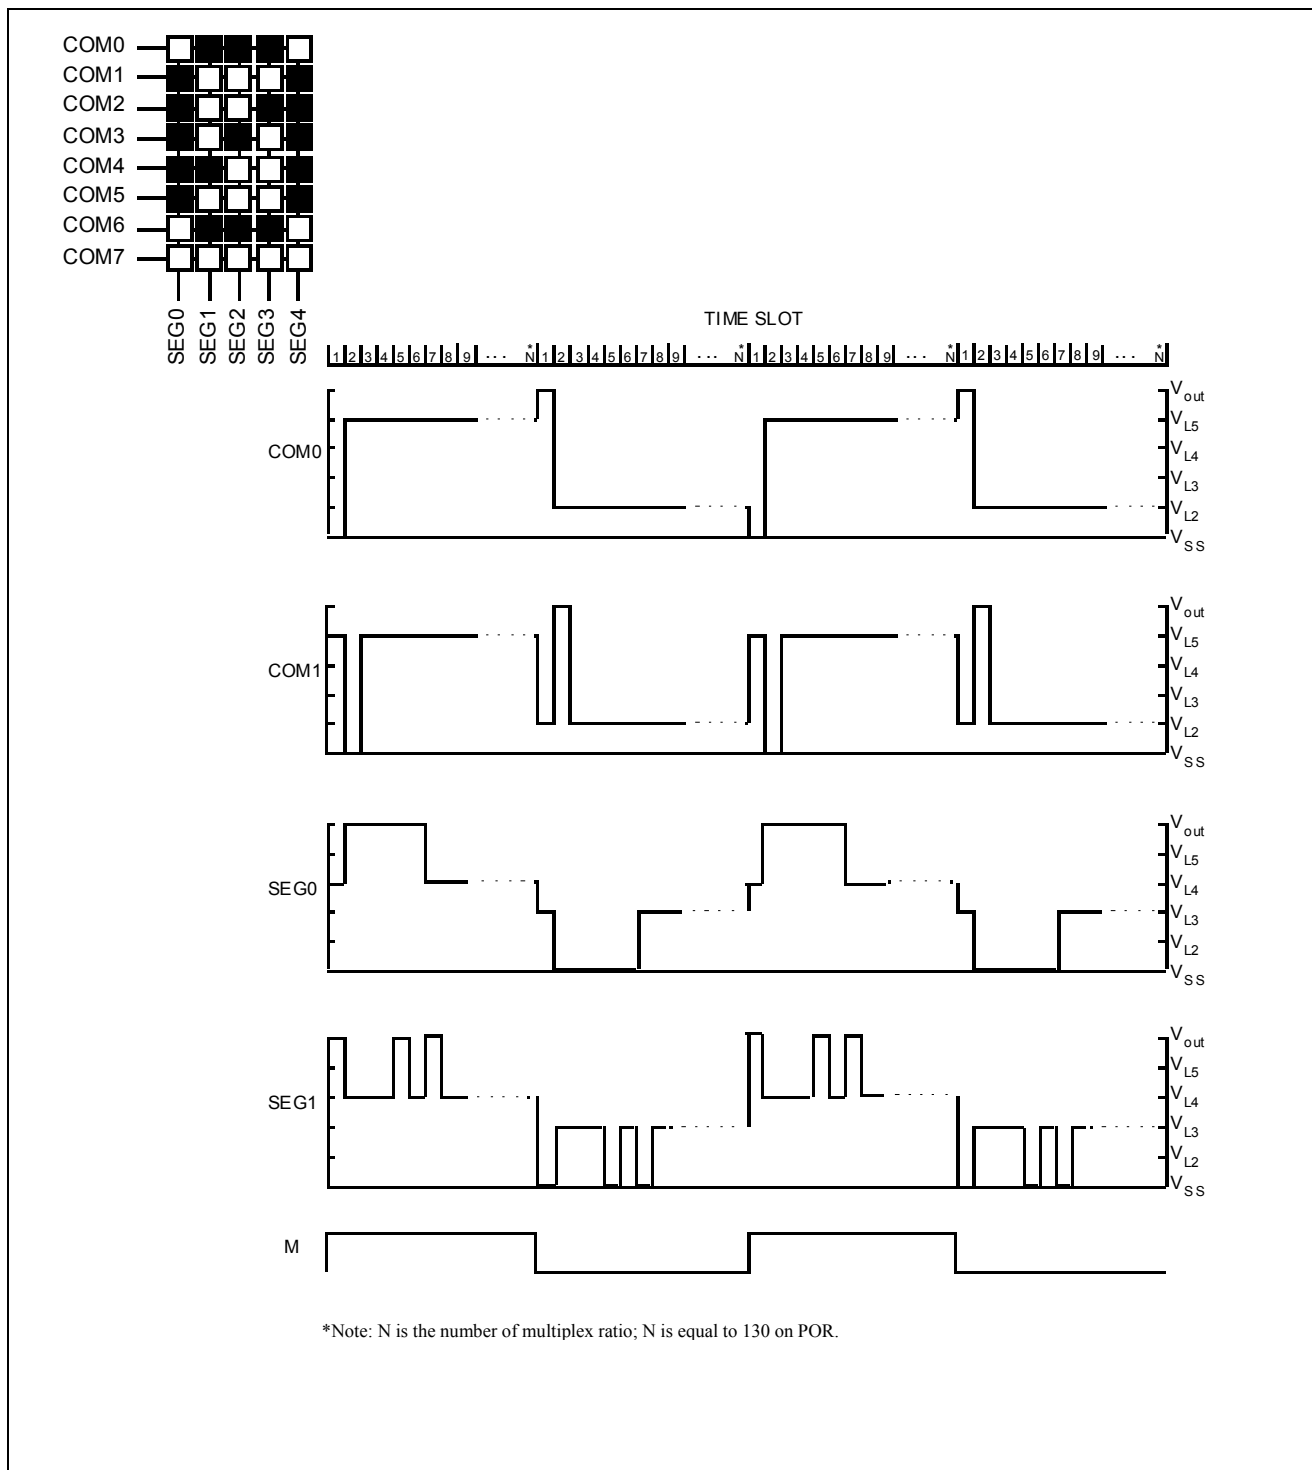 COM0
COM1
COM2
COM3
COM4
COM5
COM6
COM7
SEG0
SEG1
SEG2
SEG3
SEG4
TIME SLOT
1 2 3 4 5 6 7 8 9 ... *N 1 2 3 4 5 6 7 8 9 ... *N 1 2 3 4 5 6 7 8 9 ... *N 1 2 3 4 5 6 7 8 9 ... *N
COM0
Vout
VL5
VL4
VL3
VL2
VSS
COM1
Vout
VL5
VL4
VL3
VL2
VSS
SEG0
Vout
VL5
VL4
VL3
VL2
VSS
SEG1
Vout
VL5
VL4
VL3
VL2
VSS
M
*Note: N is the number of multiplex ratio; N is equal to 130 on POR.